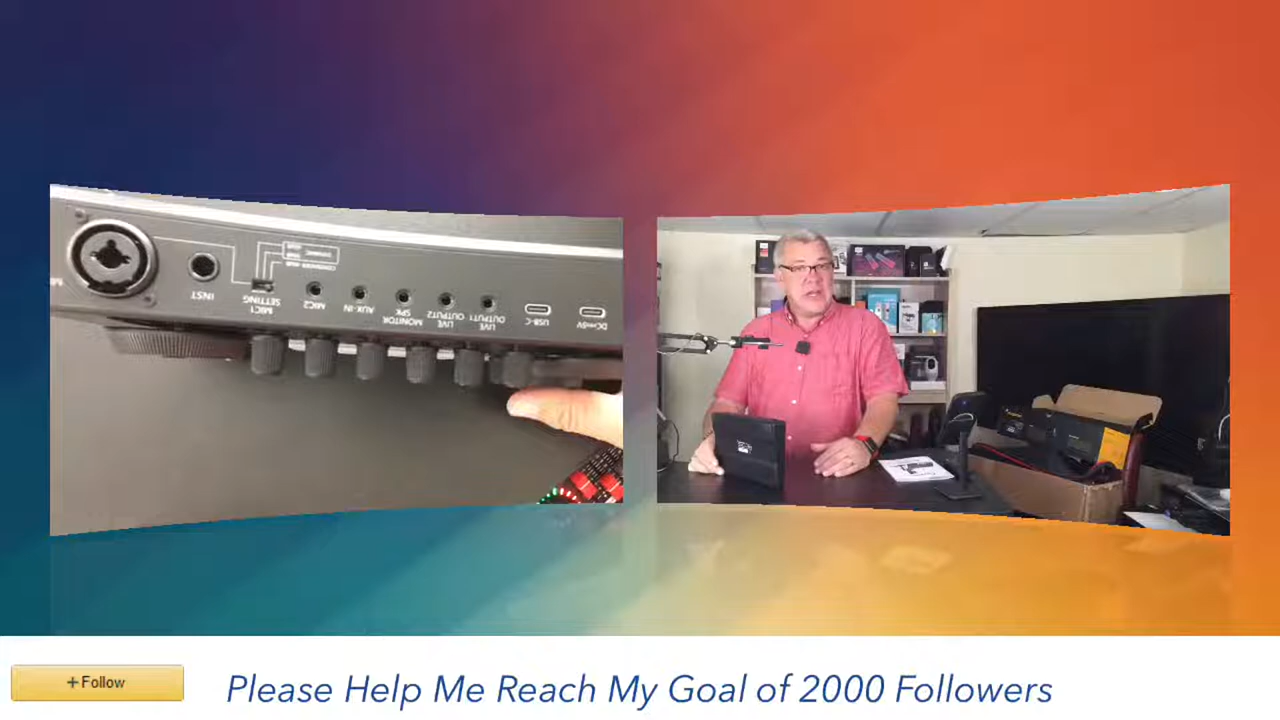 INST
MIC1
SETTING
MIC2
AUX-IN
MONITOR
SPK
LIVE
OUTPUT2
LIVE
OUTPUT1
USB-C
DC⎓5V
+Follow
Please Help Me Reach My Goal of 2000 Followers